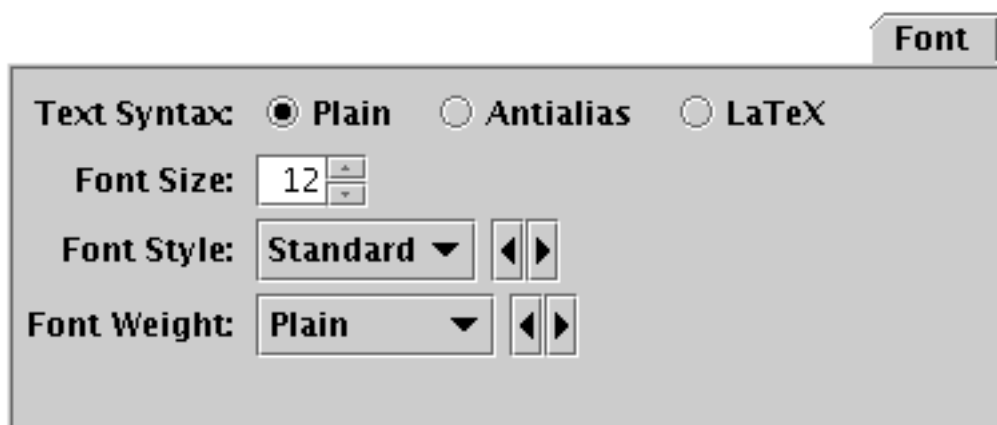 Font
Text Syntax: Plain Antialias LaTeX
Font Size: 12
Font Style: Standard
Font Weight: Plain